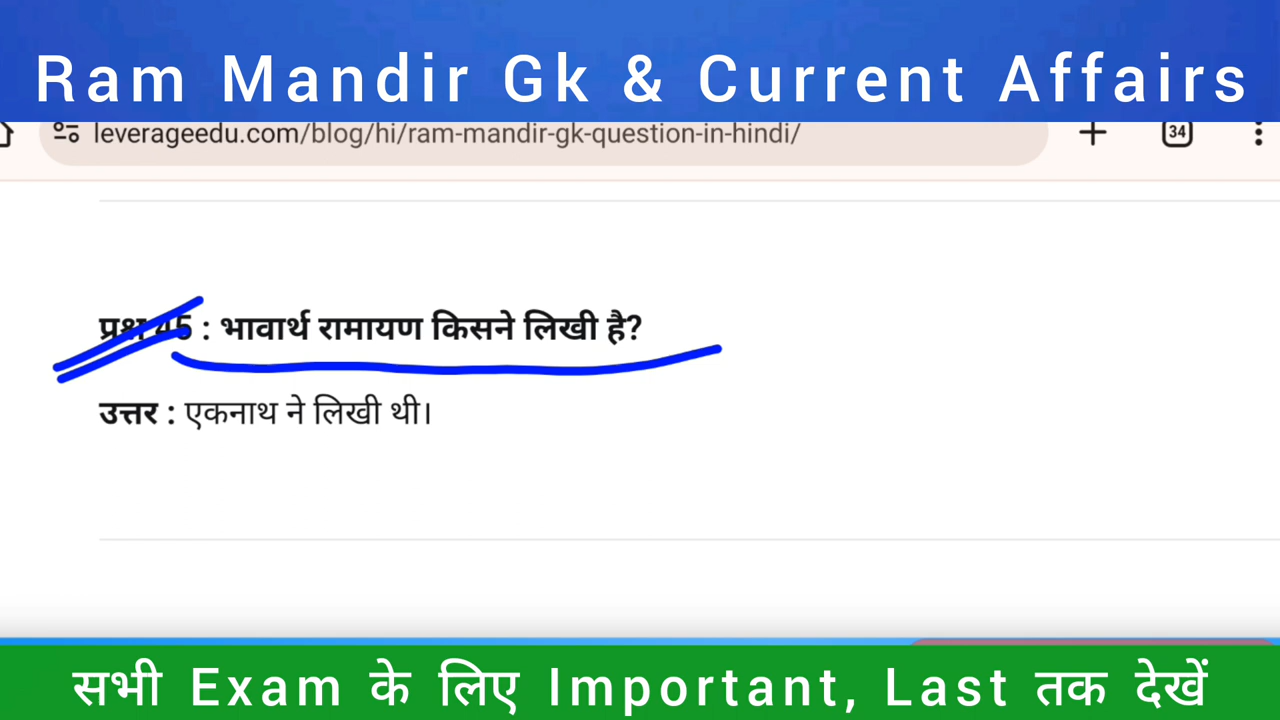 Ram Mandir Gk & Current Affairs
leverageedu.com/blog/hi/ram-mandir-gk-question-in-hindi/
34
प्रश्न 45 : भावार्थ रामायण किसने लिखी है?
उत्तर : एकनाथ ने लिखी थी।
सभी Exam के लिए Important, Last तक देखें